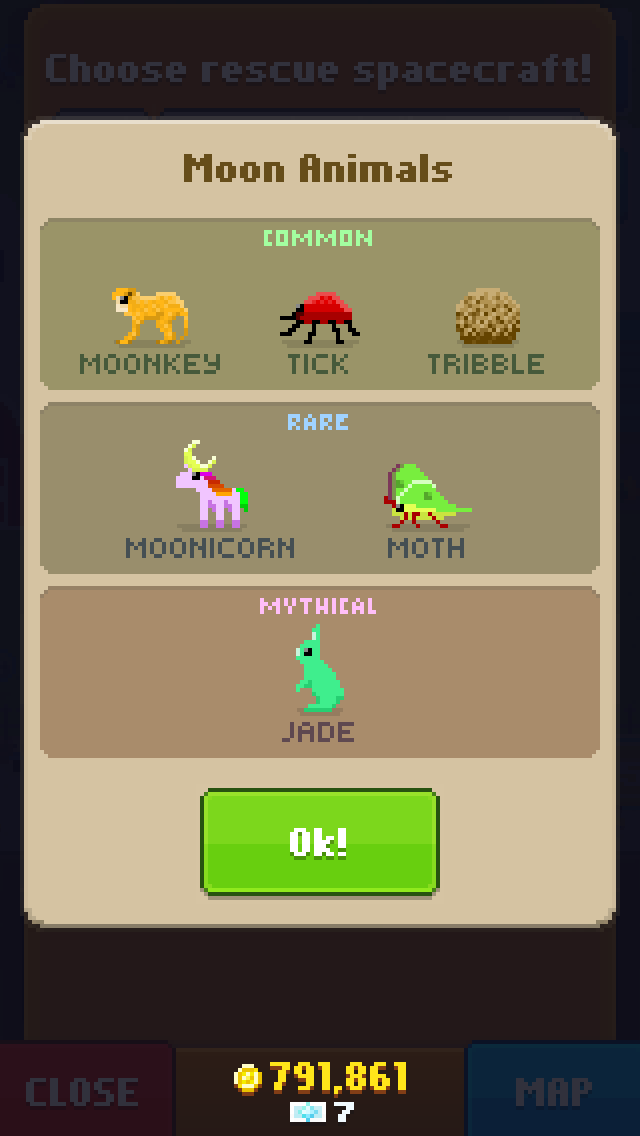 Choose rescue spacecraft!
Moon Animals
COMMON
MOONKEY TICK TRIBBLE
RARE
MOONICORN MOTH
MYTHICAL
JADE
Ok!
CLOSE 791,861 MAP
7